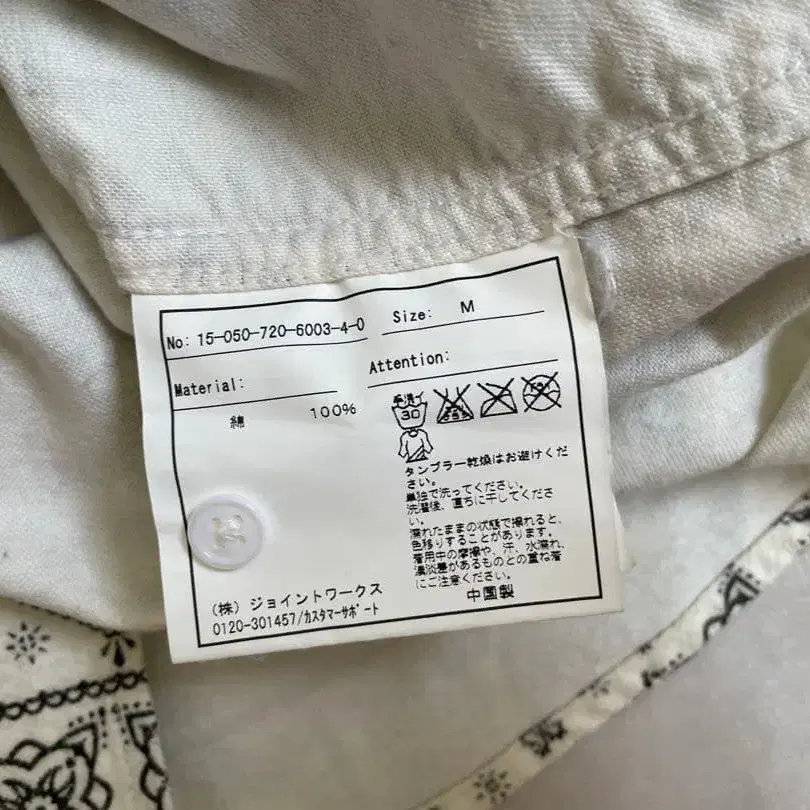 No: 15-050-720-6003-4-0
Size: M
Material:
綿 100%
Attention:
手洗イ
30
タンブラー乾燥はお避けくだ
さい。
単独で洗ってください。
洗濯後、直ちに干してくださ
い。
濡れたままの状態で擦れると、
色移りすることがあります。
着用中の摩擦や、汗、水濡れ、
濃淡差があるものとの重ね着
にご注意ください。
中国製
(株)ジョイントワークス
0120-301457/カスタマーサポート